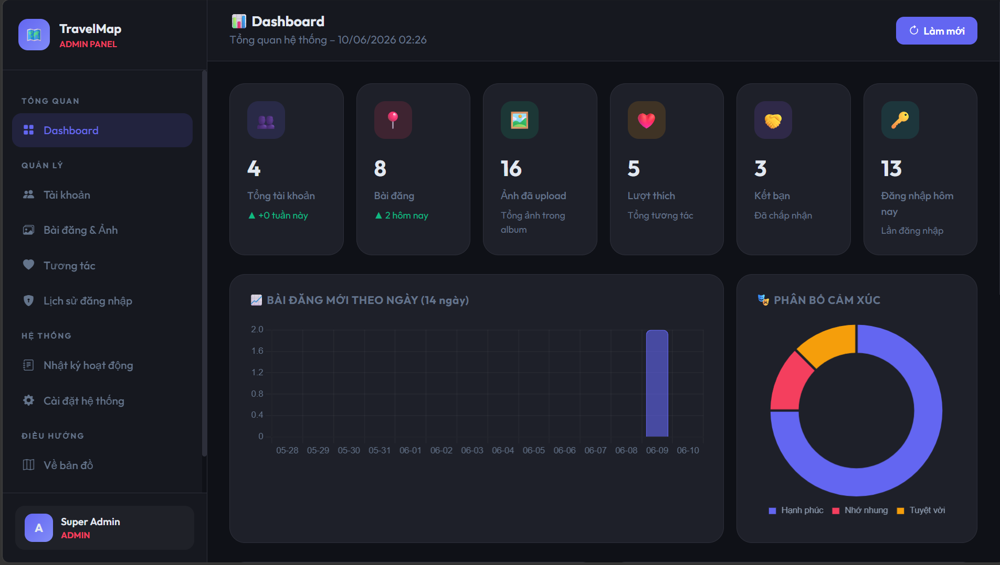 TravelMap
ADMIN PANEL
TỔNG QUAN
Dashboard
QUẢN LÝ
Tài khoản
Bài đăng & Ảnh
Tương tác
Lịch sử đăng nhập
HỆ THỐNG
Nhật ký hoạt động
Cài đặt hệ thống
ĐIỀU HƯỚNG
Về bản đồ
A
Super Admin
ADMIN
Dashboard
Tổng quan hệ thống – 10/06/2026 02:26
Làm mới
4
Tổng tài khoản
▲ +0 tuần này
8
Bài đăng
▲ 2 hôm nay
16
Ảnh đã upload
Tổng ảnh trong
album
5
Lượt thích
Tổng tương tác
3
Kết bạn
Đã chấp nhận
13
Đăng nhập hôm
nay
Lần đăng nhập
BÀI ĐĂNG MỚI THEO NGÀY (14 ngày)
2.0
1.6
1.2
0.8
0.4
0
05-28 05-29 05-30 05-31 06-01 06-02 06-03 06-04 06-05 06-06 06-07 06-08 06-09 06-10
PHÂN BỐ CẢM XÚC
Hạnh phúc Nhớ nhung Tuyệt vời